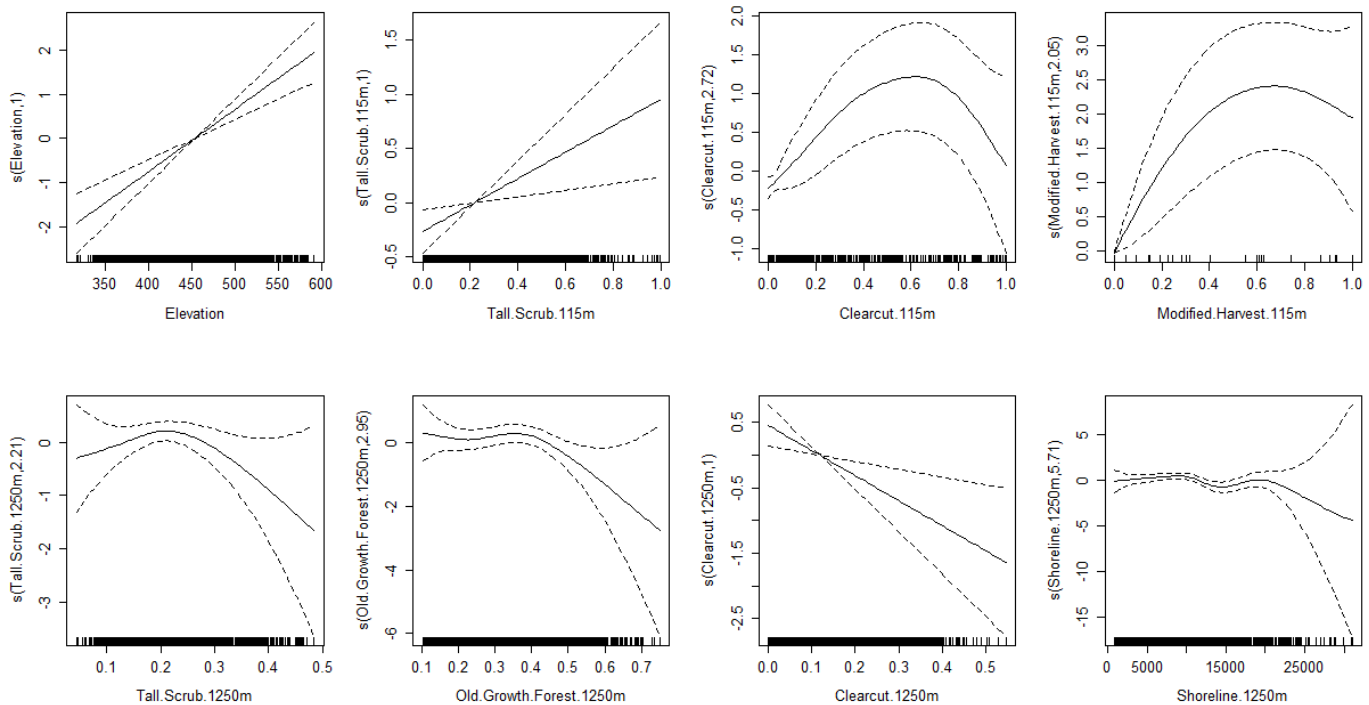 s(Elevation,1)
2
1
0
-1
-2
350 400 450 500 550 600
Elevation
s(Tall.Scrub.115m,1)
1.5
1.0
0.5
0.0
-0.5
0.0 0.2 0.4 0.6 0.8 1.0
Tall.Scrub.115m
s(Clearcut.115m,2.72)
2.0
1.5
1.0
0.5
0.0
-0.5
-1.0
0.0 0.2 0.4 0.6 0.8 1.0
Clearcut.115m
s(Modified.Harvest.115m,2.05)
3.0
2.5
2.0
1.5
1.0
0.5
0.0
0.0 0.2 0.4 0.6 0.8 1.0
Modified.Harvest.115m
s(Tall.Scrub.1250m,2.21)
0
-1
-2
-3
0.1 0.2 0.3 0.4 0.5
Tall.Scrub.1250m
s(Old.Growth.Forest.1250m,2.95)
0
-2
-4
-6
0.1 0.2 0.3 0.4 0.5 0.6 0.7
Old.Growth.Forest.1250m
s(Clearcut.1250m,1)
0.5
-0.5
-1.5
-2.5
0.0 0.1 0.2 0.3 0.4 0.5
Clearcut.1250m
s(Shoreline.1250m,5.71)
5
0
-5
-10
-15
5000 15000 25000
Shoreline.1250m